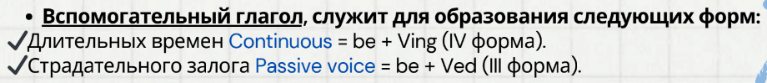 • Вспомогательный глагол, служит для образования следующих форм:
✓Длительных времен Continuous = be + Ving (IV форма).
✓Страдательного залога Passive voice = be + Ved (III форма).